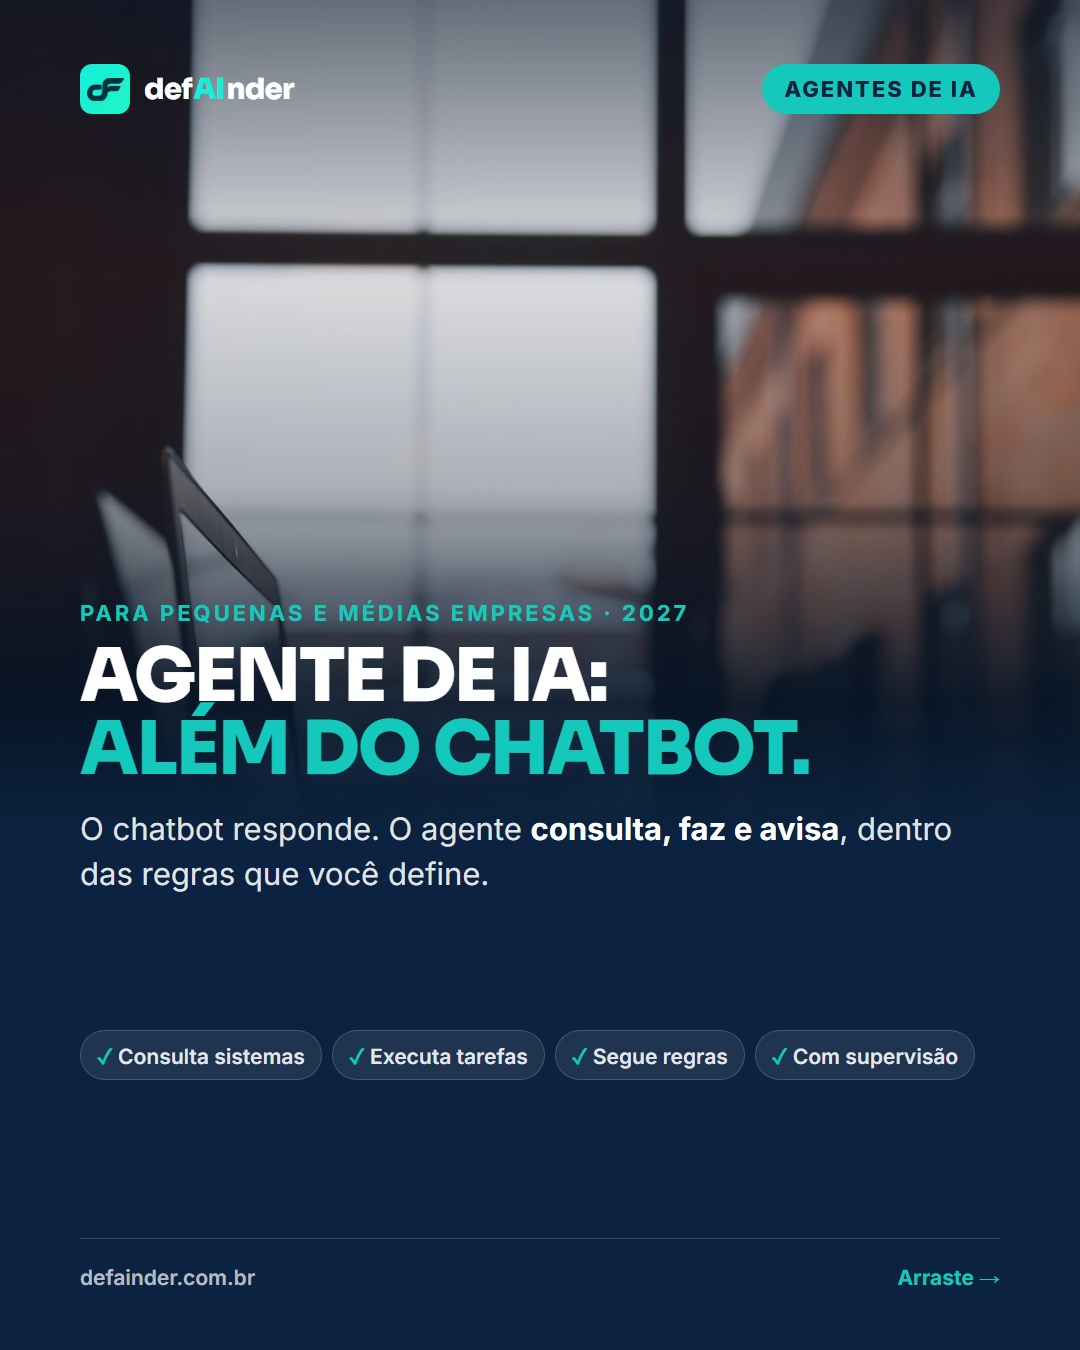 defAInder
AGENTES DE IA
PARA PEQUENAS E MÉDIAS EMPRESAS · 2027
AGENTE DE IA:
ALÉM DO CHATBOT.
O chatbot responde. O agente consulta, faz e avisa, dentro
das regras que você define.
✓ Consulta sistemas
✓ Executa tarefas
✓ Segue regras
✓ Com supervisão
defainder.com.br
Arraste →